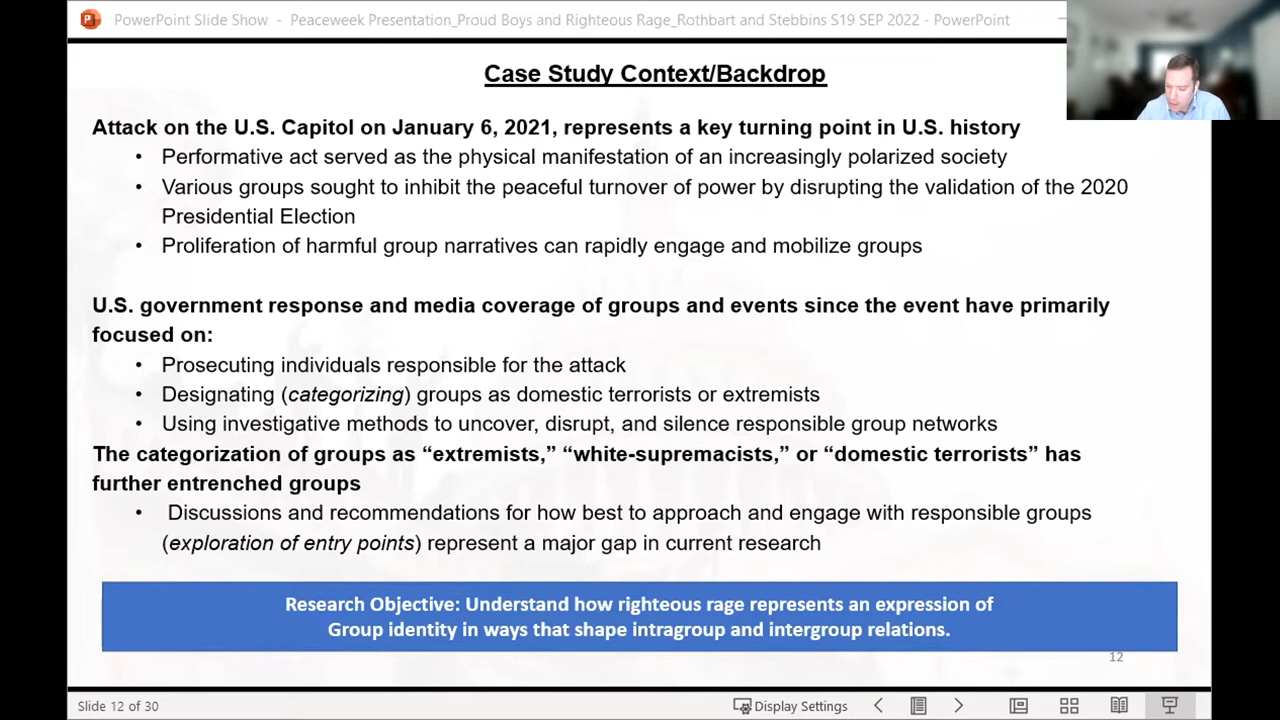 PowerPoint Slide Show - Peaceweek Presentation_Proud Boys and Righteous Rage_Rothbart and Stebbins S19 SEP 2022 - PowerPoint
Case Study Context/Backdrop
Attack on the U.S. Capitol on January 6, 2021, represents a key turning point in U.S. history
• Performative act served as the physical manifestation of an increasingly polarized society
• Various groups sought to inhibit the peaceful turnover of power by disrupting the validation of the 2020
Presidential Election
• Proliferation of harmful group narratives can rapidly engage and mobilize groups
U.S. government response and media coverage of groups and events since the event have primarily
focused on:
• Prosecuting individuals responsible for the attack
• Designating (categorizing) groups as domestic terrorists or extremists
• Using investigative methods to uncover, disrupt, and silence responsible group networks
The categorization of groups as “extremists,” “white-supremacists,” or “domestic terrorists” has
further entrenched groups
• Discussions and recommendations for how best to approach and engage with responsible groups
(exploration of entry points) represent a major gap in current research
Research Objective: Understand how righteous rage represents an expression of
Group identity in ways that shape intragroup and intergroup relations.
12
Slide 12 of 30
Display Settings